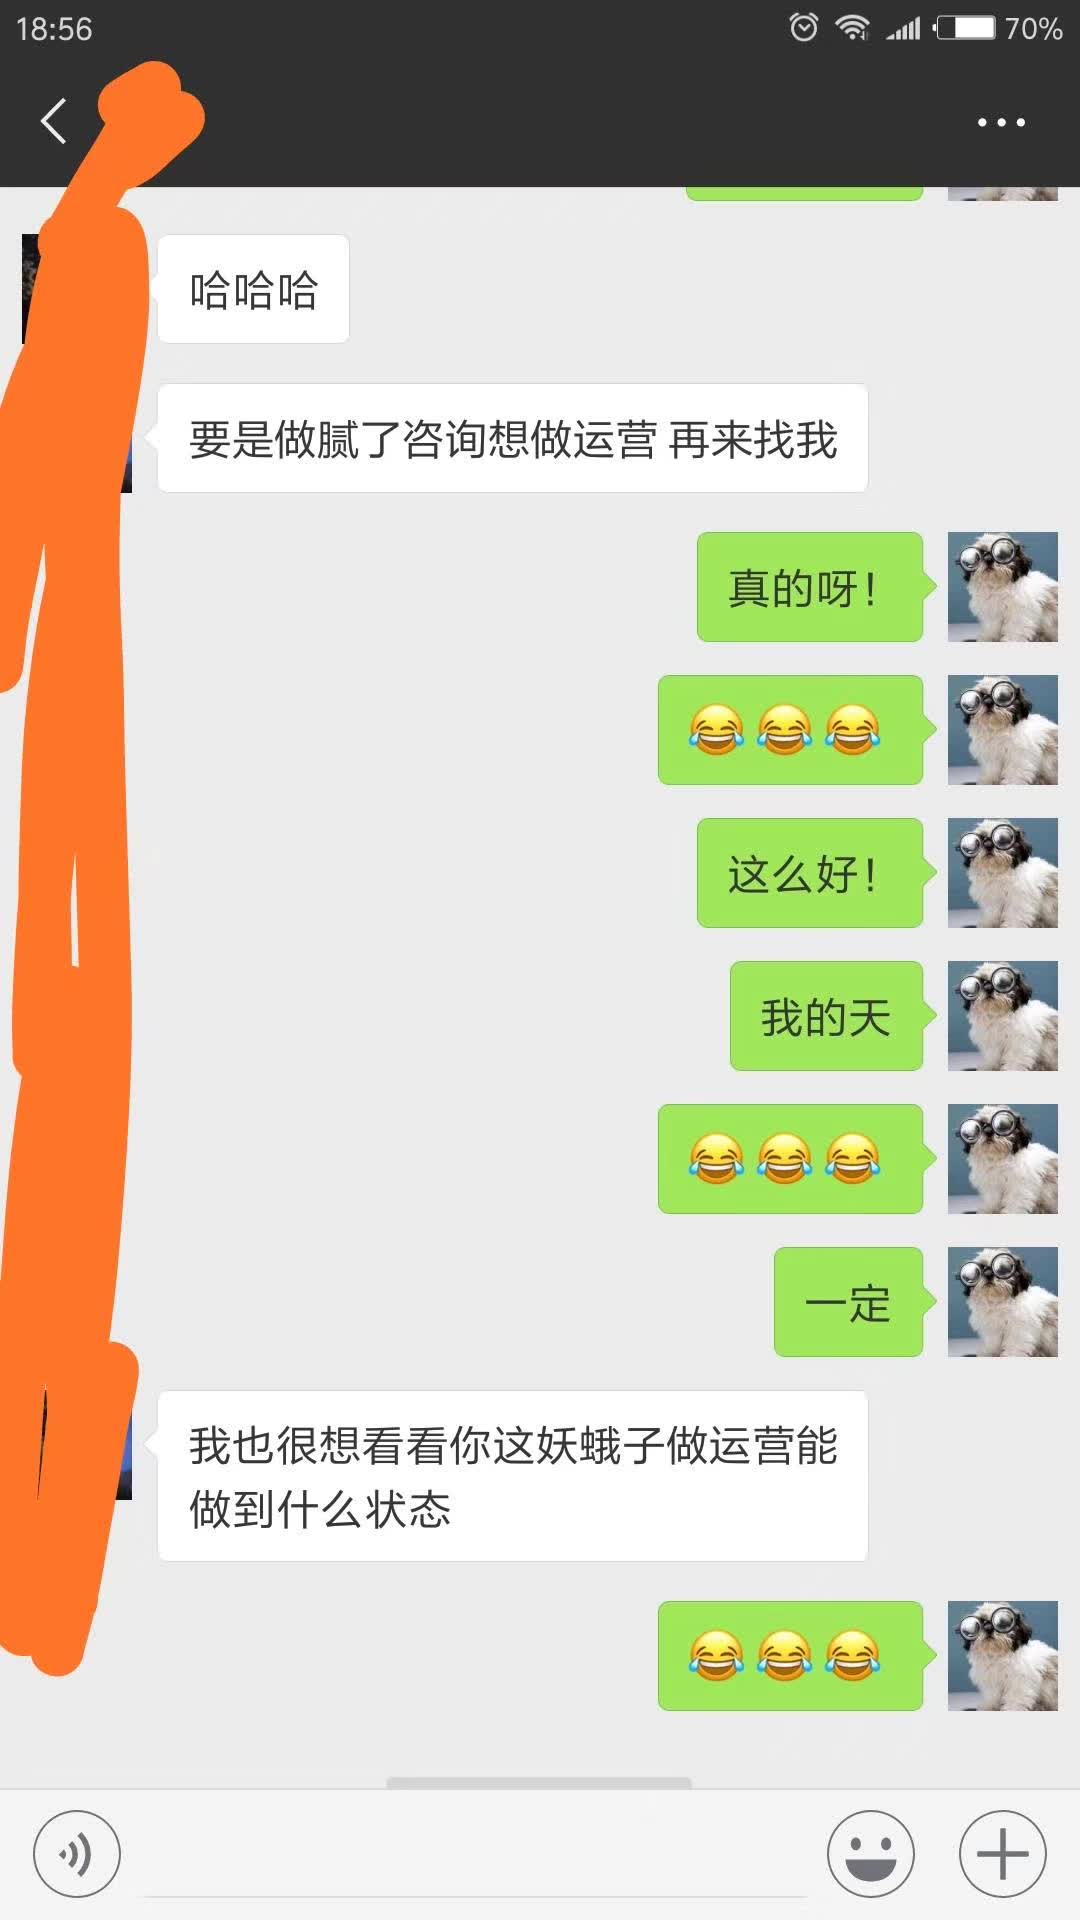 18:56
70%
哈哈哈
要是做腻了咨询想做运营 再来找我
真的呀！
😂😂😂
这么好！
我的天
😂😂😂
一定
我也很想看看你这妖蛾子做运营能
做到什么状态
😂😂😂